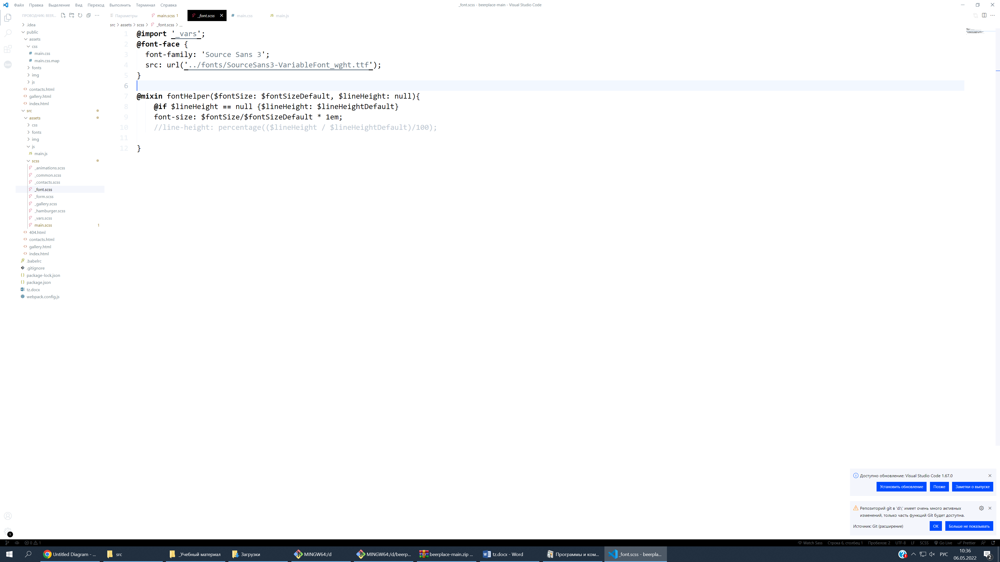 Файл Правка Выделение Вид Переход Выполнить Терминал Справка
_font.scss - beerplace-main - Visual Studio Code
ПРОВОДНИК: BEER...
Параметры main.scss 1 _font.scss main.css main.js
src > assets > scss > _font.scss > ...
.idea
public
assets
css
main.css
main.css.map
fonts
img
js
contacts.html
gallery.html
index.html
src
assets
css
fonts
img
js
main.js
scss
_animations.scss
_common.scss
_contacts.scss
_font.scss
_form.scss
_gallery.scss
_hamburger.scss
_vars.scss
main.scss 1
404.html
contacts.html
gallery.html
index.html
.babelrc
.gitignore
package-lock.json
package.json
tz.docx
webpack.config.js
1 @import '_vars';
2 @font-face {
3 font-family: 'Source Sans 3';
4 src: url('../fonts/SourceSans3-VariableFont_wght.ttf');
5 }
6
7 @mixin fontHelper($fontSize: $fontSizeDefault, $lineHeight: null){
8 @if $lineHeight == null {$lineHeight: $lineHeightDefault}
9 font-size: $fontSize/$fontSizeDefault * 1em;
10 //line-height: percentage(($lineHeight / $lineHeightDefault)/100);
11
12 }
Доступно обновление: Visual Studio Code 1.67.0
Установить обновление Позже Заметки о выпуске
Репозиторий git в 'd:\' имеет очень много активных
изменений, только часть функций Git будет доступна.
Источник: Git (расширение) ОК Больше не показывать
1
0 1 Watch Sass Строка 6, столбец 1 Пробелов: 2 UTF-8 LF SCSS Go Live Prettier
Untitled Diagram - ... src _Учебный материал Загрузки MINGW64:/d MINGW64:/d/beerp... beerplace-main.zip ... tz.docx - Word Программы и ком... _font.scss - beerpla... РУС 10:36
06.05.2022 2